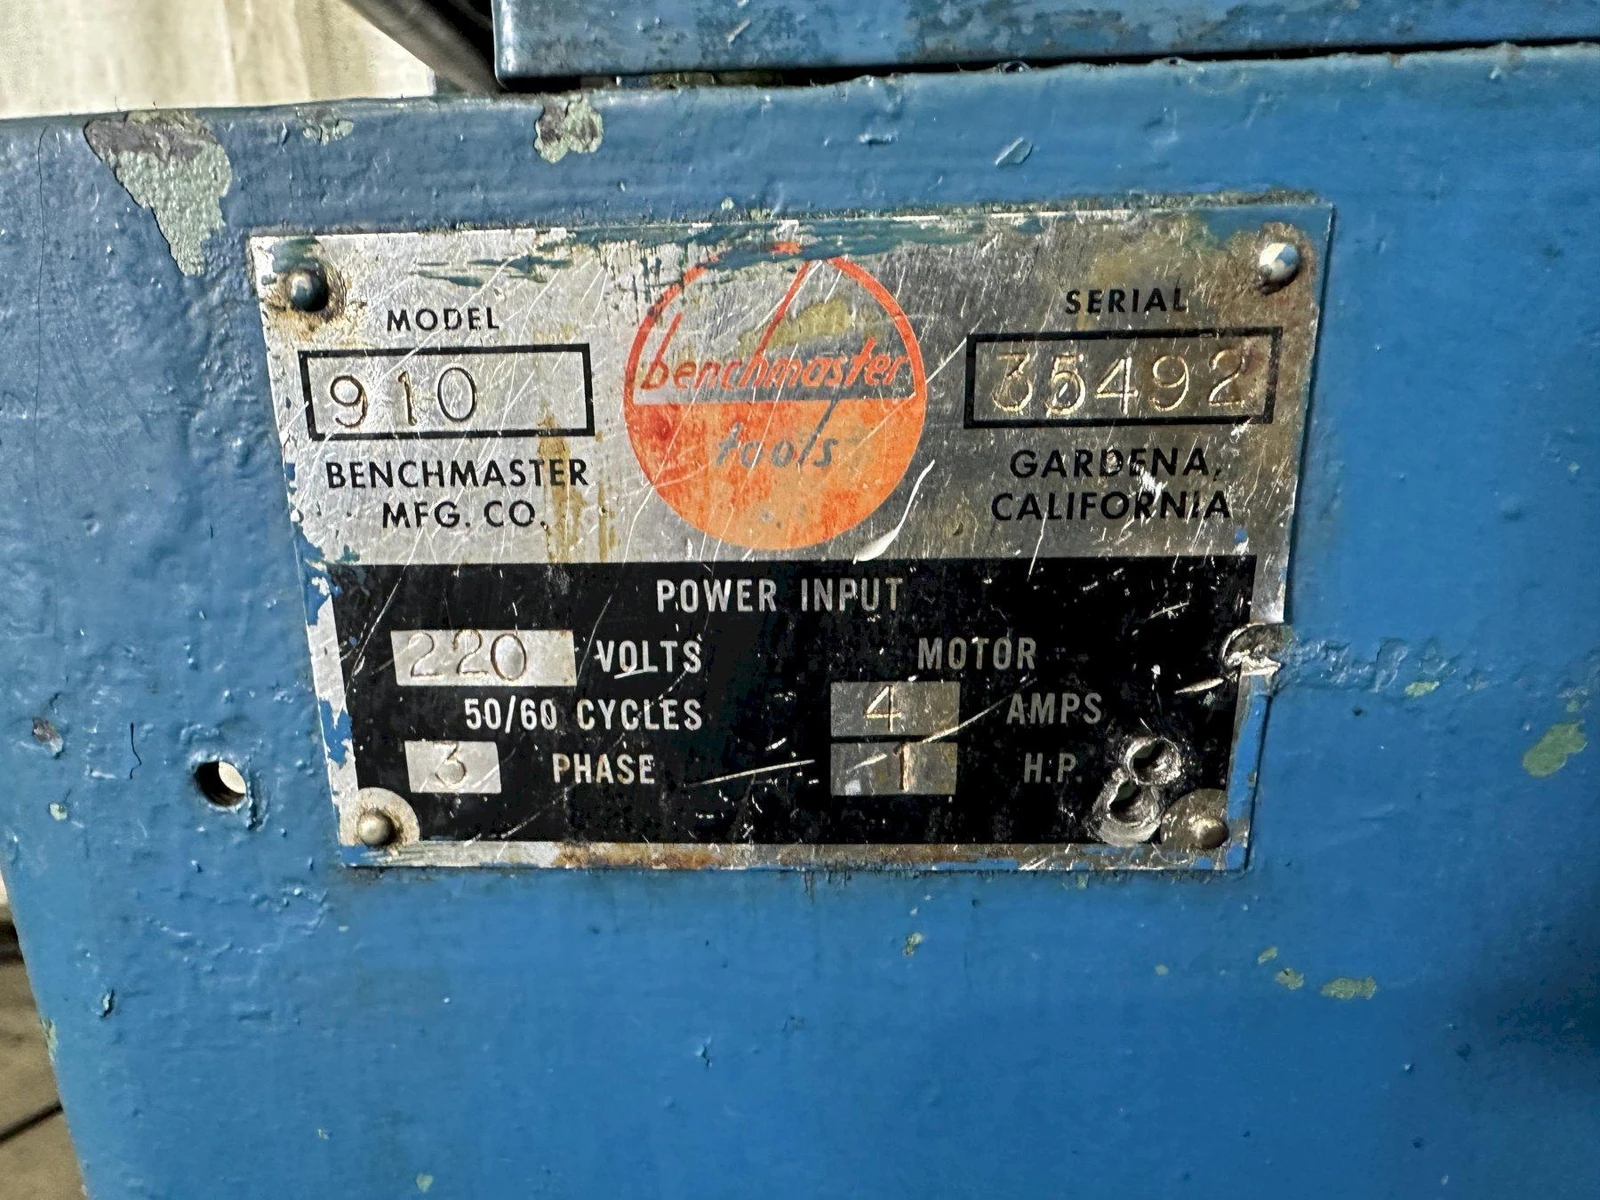 MODEL
910
BENCHMASTER
MFG. CO.
benchmaster
tools
SERIAL
35492
GARDENA,
CALIFORNIA
POWER INPUT
220 VOLTS
50/60 CYCLES
3 PHASE
MOTOR
4 AMPS
1 H.P.